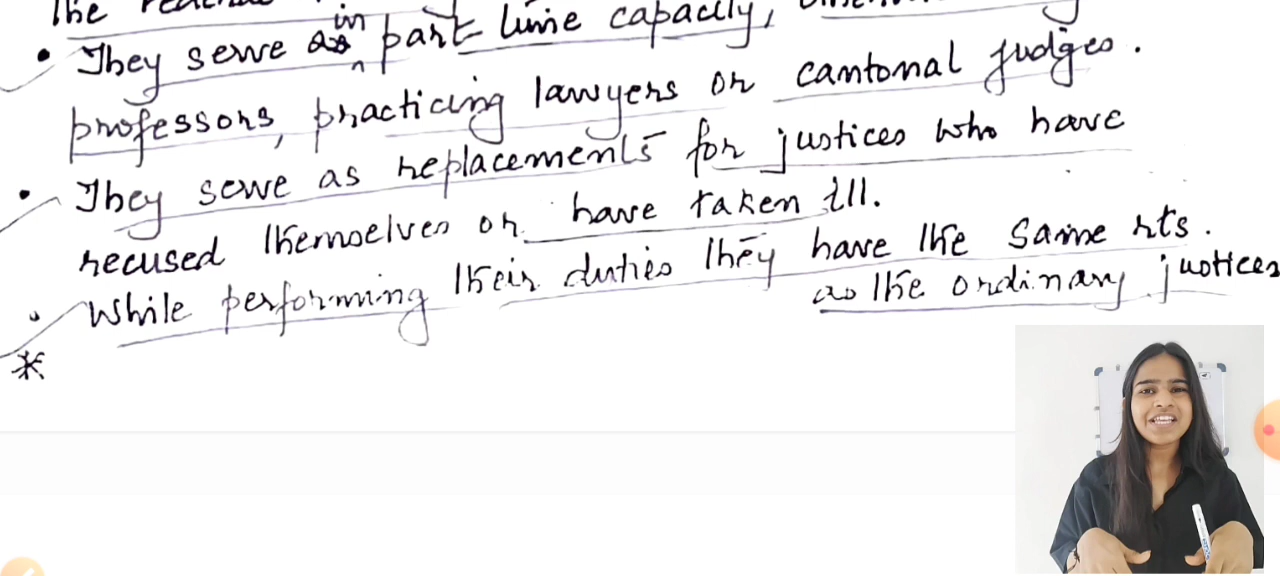 The
• They serve in part time capacity,
professors, practicing lawyers or cantonal judges.
• They serve as replacements for justices who have
recused themselves or have taken ill.
• While performing their duties they have the same rts.
as the ordinary justices
*